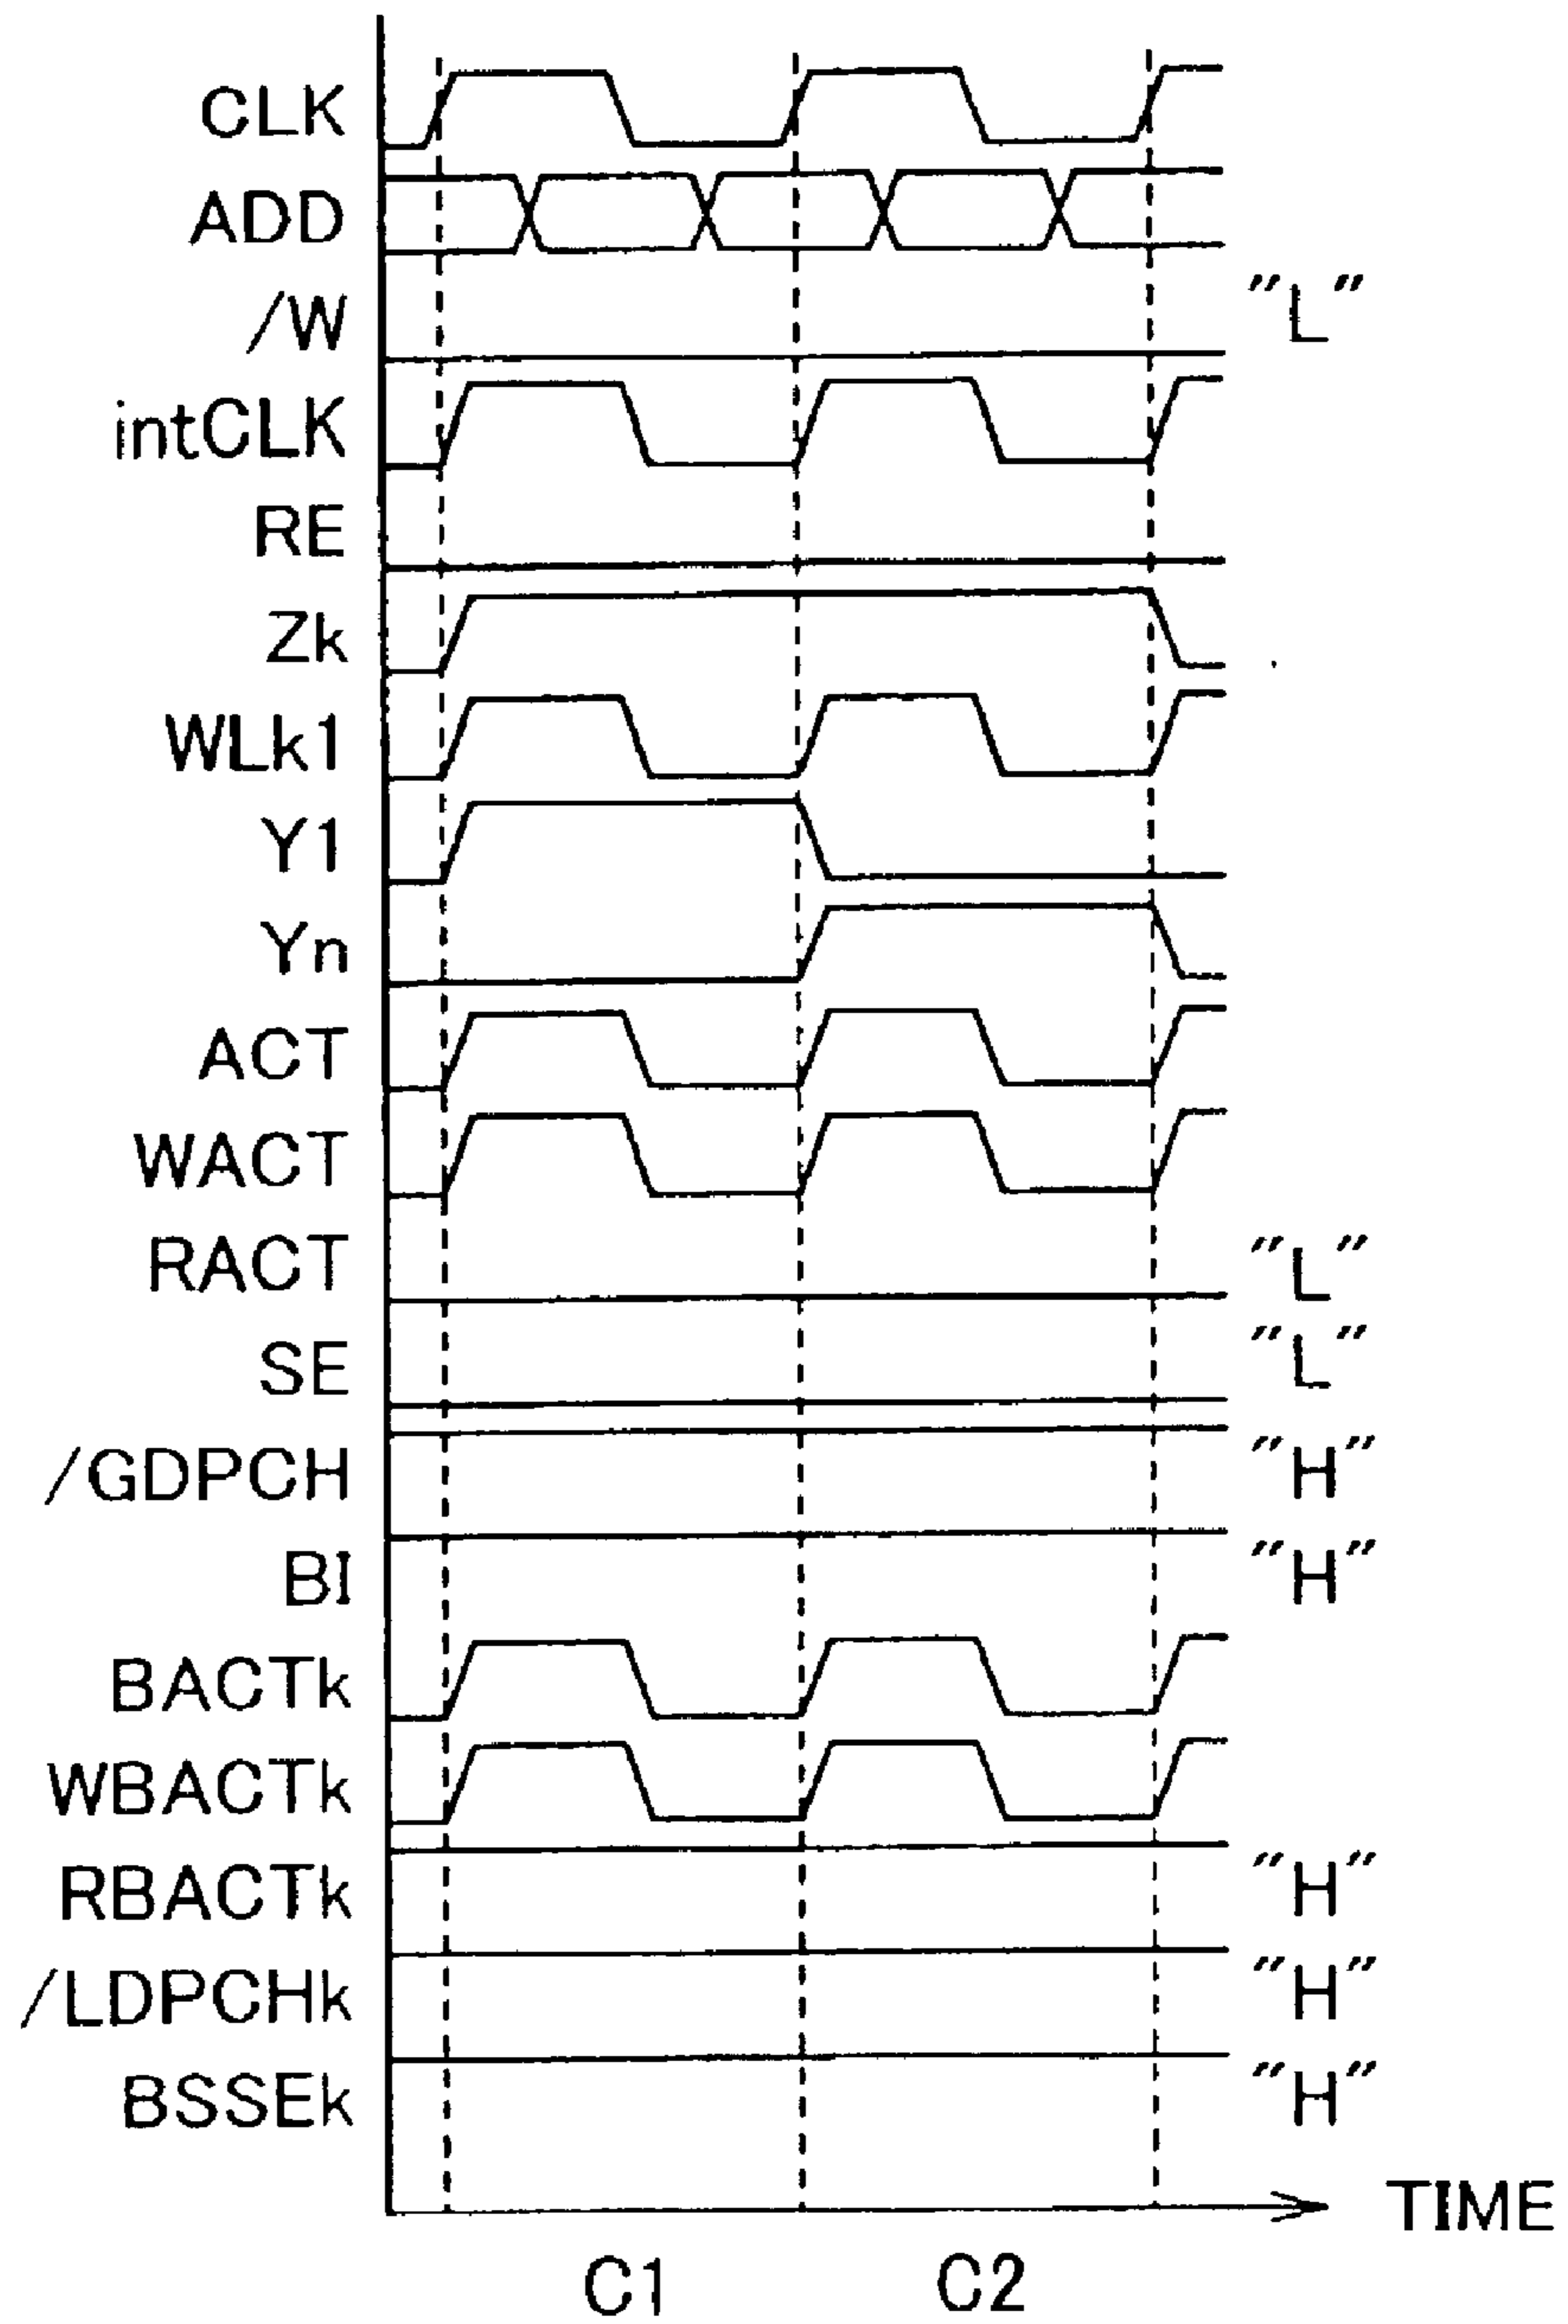 CLK
ADD
/W "L"
intCLK
RE
Zk
WLk1
Y1
Yn
ACT
WACT
RACT "L"
SE "L"
/GDPCH "H"
BI "H"
BACTk
WBACTk
RBACTk "H"
/LDPCHk "H"
BSSEk "H"
TIME
C1 C2